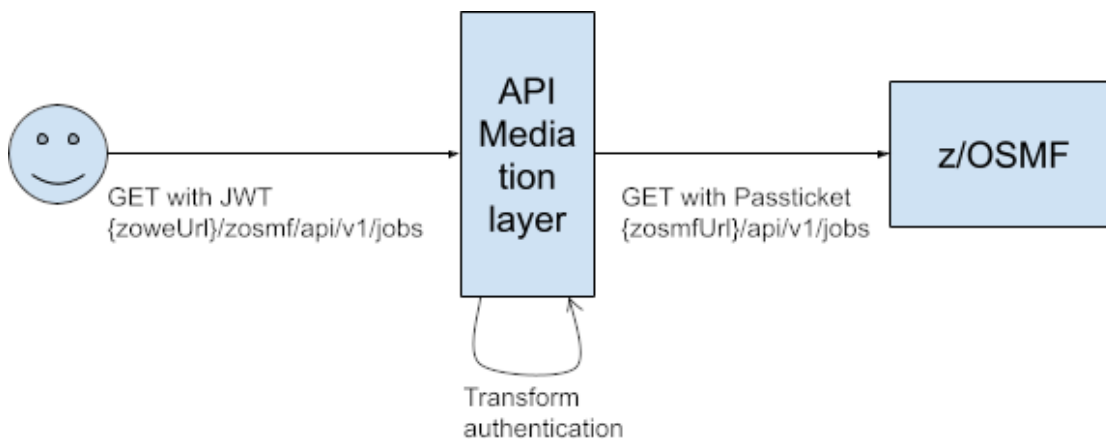 API
Media
tion
layer
z/OSMF
GET with JWT
{zoweUrl}/zosmf/api/v1/jobs
GET with Passticket
{zosmfUrl}/api/v1/jobs
Transform
authentication